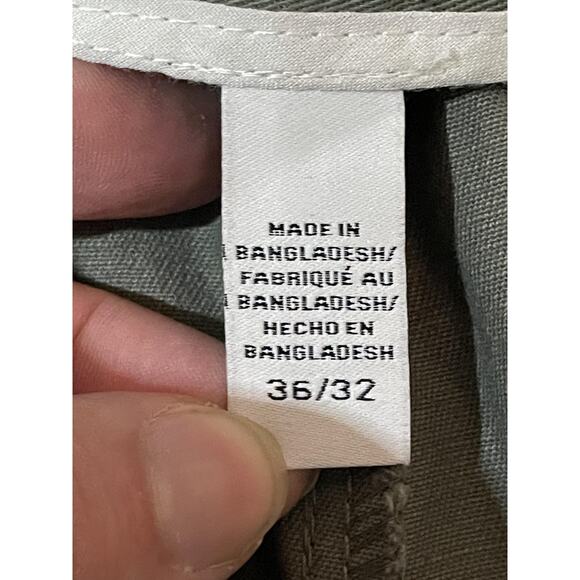 MADE IN
BANGLADESH/
FABRIQUÉ AU
BANGLADESH/
HECHO EN
BANGLADESH
36/32